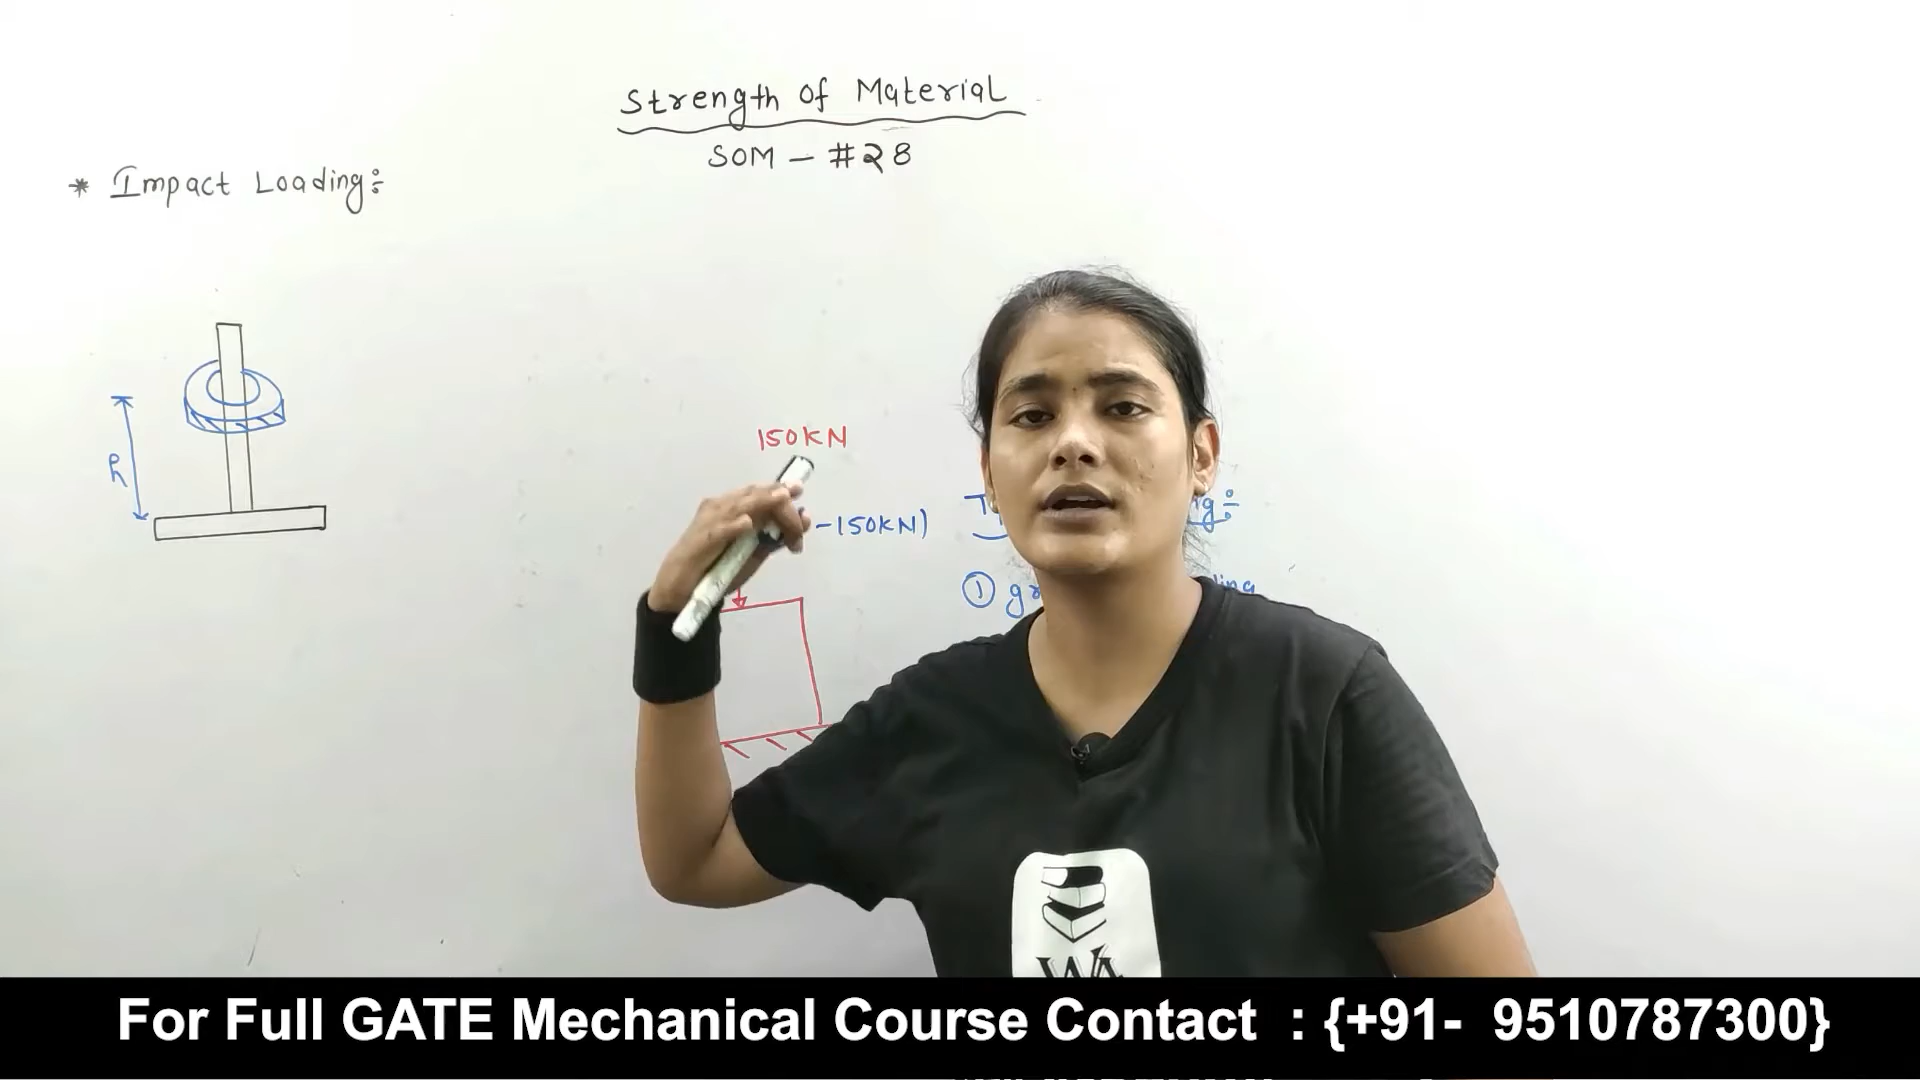 Strength of Material
SOM - #28
* Impact Loading:
h
150KN
-150KN)
①
For Full GATE Mechanical Course Contact : {+91- 9510787300}